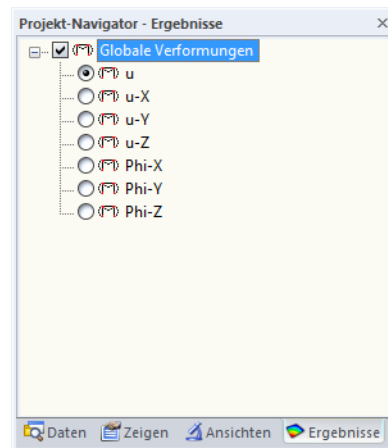 Projekt-Navigator - Ergebnisse
Globale Verformungen
u
u-X
u-Y
u-Z
Phi-X
Phi-Y
Phi-Z
Daten Zeigen Ansichten Ergebnisse